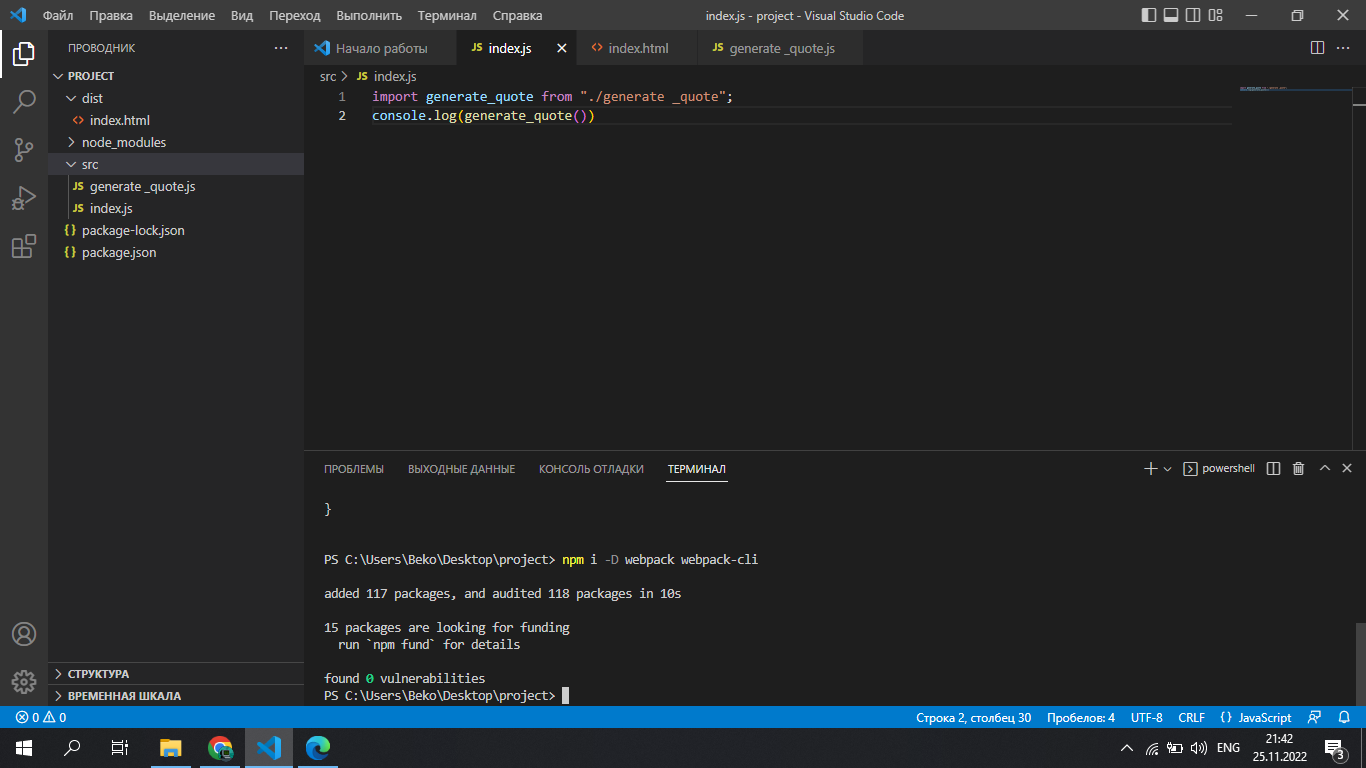 Файл Правка Выделение Вид Переход Выполнить Терминал Справка
index.js - project - Visual Studio Code
ПРОВОДНИК
PROJECT
dist
index.html
node_modules
src
generate _quote.js
index.js
package-lock.json
package.json
СТРУКТУРА
ВРЕМЕННАЯ ШКАЛА
Начало работы
JS index.js
index.html
JS generate _quote.js
src > JS index.js
1 import generate_quote from "./generate _quote";
2 console.log(generate_quote())
ПРОБЛЕМЫ ВЫХОДНЫЕ ДАННЫЕ КОНСОЛЬ ОТЛАДКИ ТЕРМИНАЛ
powershell
}
PS C:\Users\Beko\Desktop\project> npm i -D webpack webpack-cli
added 117 packages, and audited 118 packages in 10s
15 packages are looking for funding
run `npm fund` for details
found 0 vulnerabilities
PS C:\Users\Beko\Desktop\project>
0 0
Строка 2, столбец 30 Пробелов: 4 UTF-8 CRLF {} JavaScript
ENG
21:42
25.11.2022
3